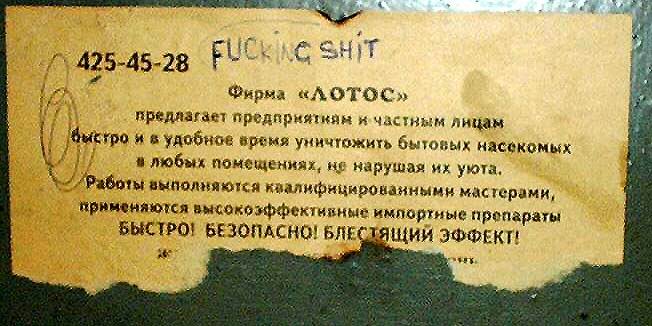 425-45-28 FUCKING SHIT
Фирма «ЛОТОС»
предлагает предприятиям и частным лицам
быстро и в удобное время уничтожить бытовых насекомых
в любых помещениях, не нарушая их уюта.
Работы выполняются квалифицированными мастерами,
применяются высокоэффективные импортные препараты
БЫСТРО! БЕЗОПАСНО! БЛЕСТЯЩИЙ ЭФФЕКТ!